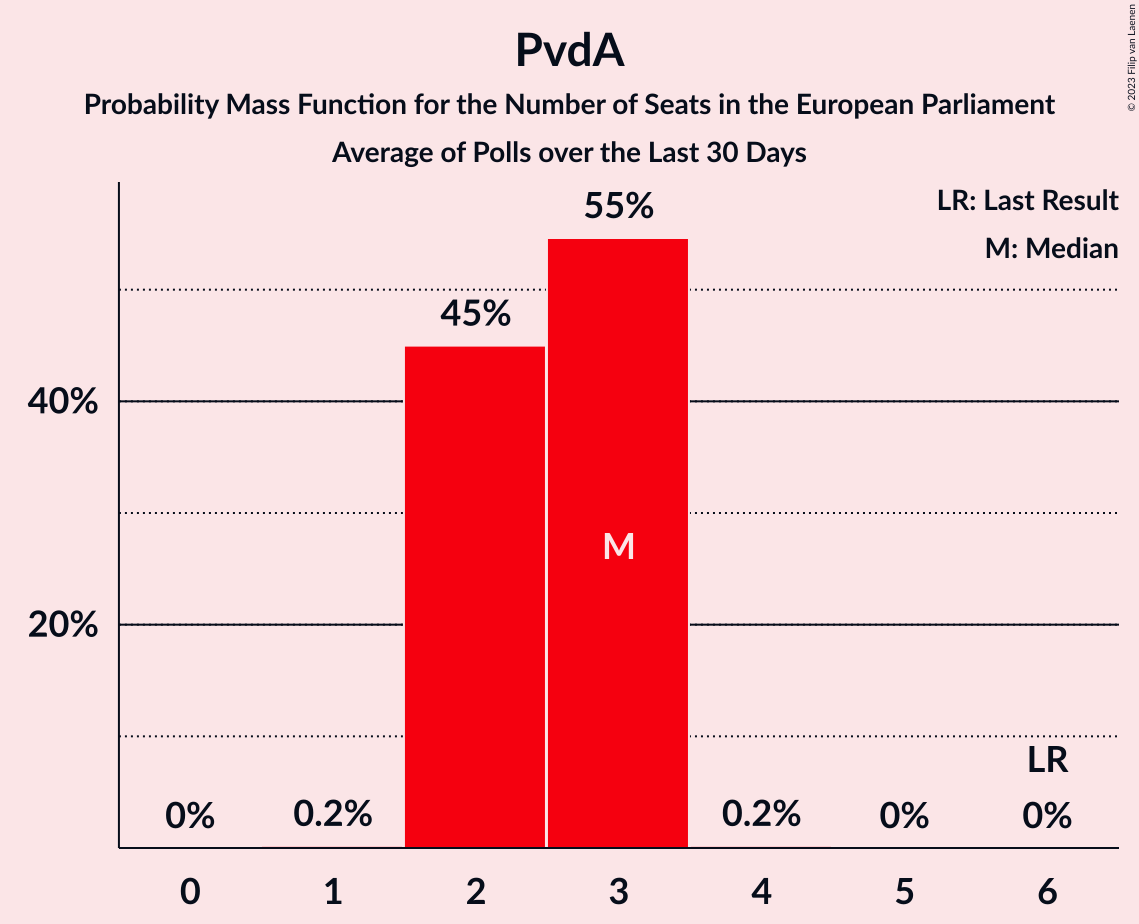 PvdA
Probability Mass Function for the Number of Seats in the European Parliament
Average of Polls over the Last 30 Days
© 2023 Filip van Laenen
LR: Last Result
M: Median
55%
45%
40%
M
20%
LR
0%
0.2%
0.2%
0%
0%
0
1
2
3
4
5
6